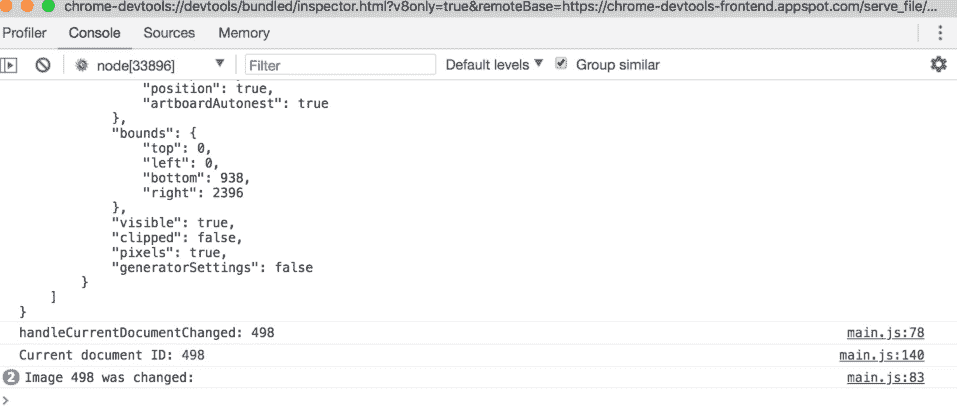 chrome-devtools://devtools/bundled/inspector.html?v8only=true&remoteBase=https://chrome-devtools-frontend.appspot.com/serve_file/...
Profiler Console Sources Memory
node[33896] Filter Default levels Group similar
"position": true,
"artboardAutonest": true
},
"bounds": {
"top": 0,
"left": 0,
"bottom": 938,
"right": 2396
},
"visible": true,
"clipped": false,
"pixels": true,
"generatorSettings": false
}
]
}
handleCurrentDocumentChanged: 498 main.js:78
Current document ID: 498 main.js:140
2 Image 498 was changed: main.js:83
>